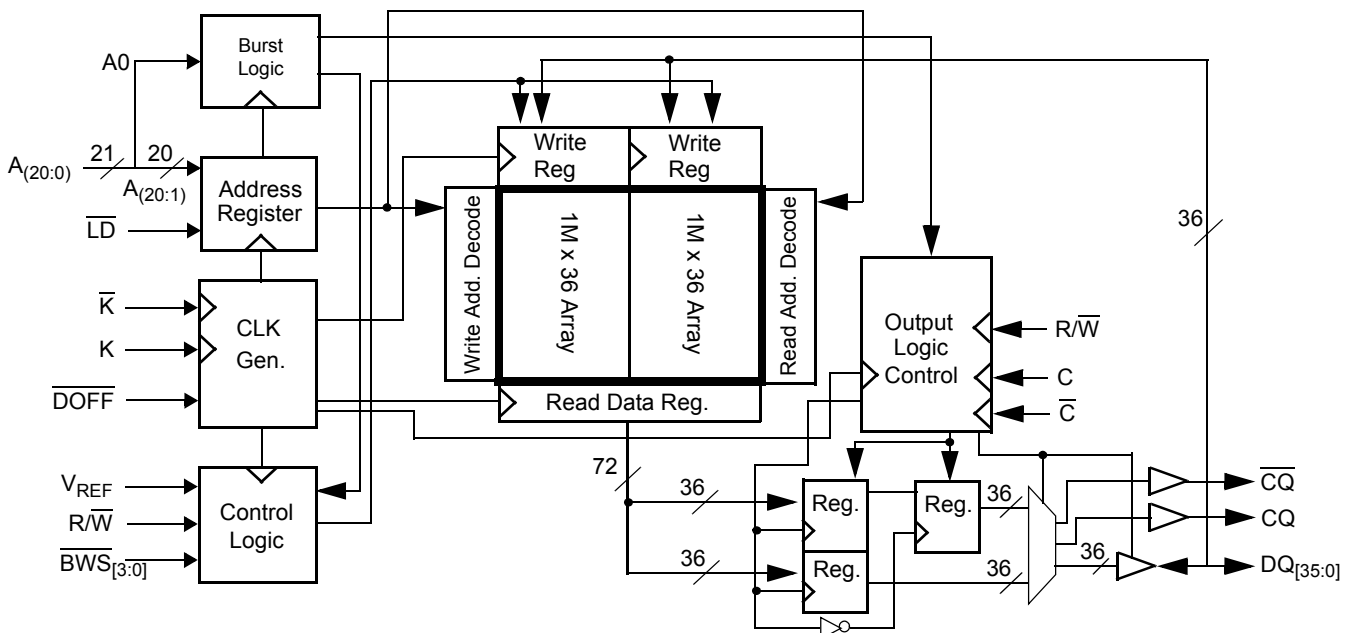 Burst
Logic
A0
21
20
A(20:0)
A(20:1)
Address
Register
LD
K
K
DOFF
CLK
Gen.
VREF
R/W
BWS[3:0]
Control
Logic
Write
Reg
Write
Reg
Write Add. Decode
1M x 36 Array
1M x 36 Array
Read Add. Decode
Read Data Reg.
36
Output
Logic
Control
R/W
C
C
72
36
36
Reg.
Reg.
Reg.
36
36
36
CQ
CQ
DQ[35:0]